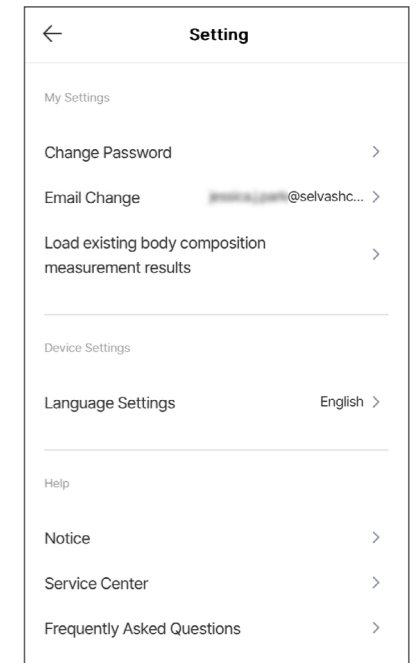 Setting
My Settings
Change Password
Email Change @selvashc...
Load existing body composition
measurement results
Device Settings
Language Settings English
Help
Notice
Service Center
Frequently Asked Questions